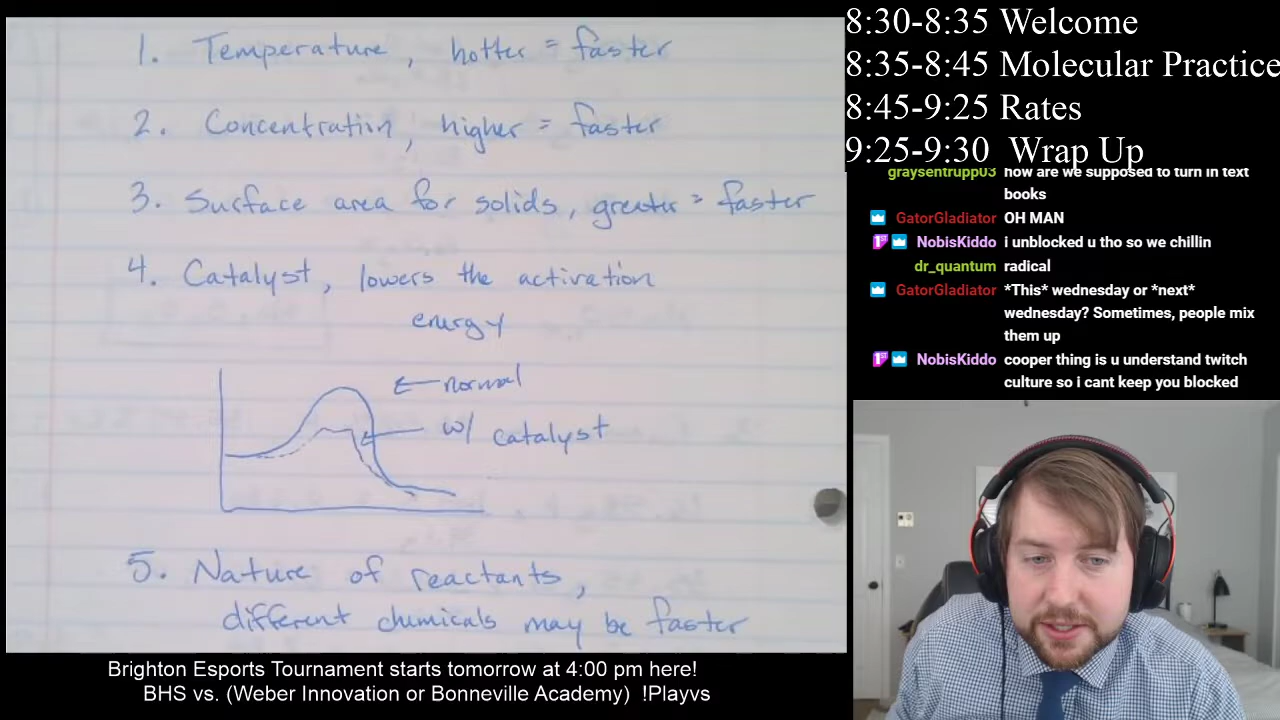 1. Temperature, hotter = faster
2. Concentration, higher = faster
3. Surface area for solids, greater = faster
4. Catalyst, lowers the activation
energy
←normal
w/ catalyst
5. Nature of reactants,
different chemicals may be faster
8:30-8:35 Welcome
8:35-8:45 Molecular Practice
8:45-9:25 Rates
9:25-9:30 Wrap Up
graysentrupp03 how are we supposed to turn in text
books
GatorGladiator OH MAN
NobisKiddo i unblocked u tho so we chillin
dr_quantum radical
GatorGladiator *This* wednesday or *next*
wednesday? Sometimes, people mix
them up
NobisKiddo cooper thing is u understand twitch
culture so i cant keep you blocked
Brighton Esports Tournament starts tomorrow at 4:00 pm here!
BHS vs. (Weber Innovation or Bonneville Academy) !Playvs